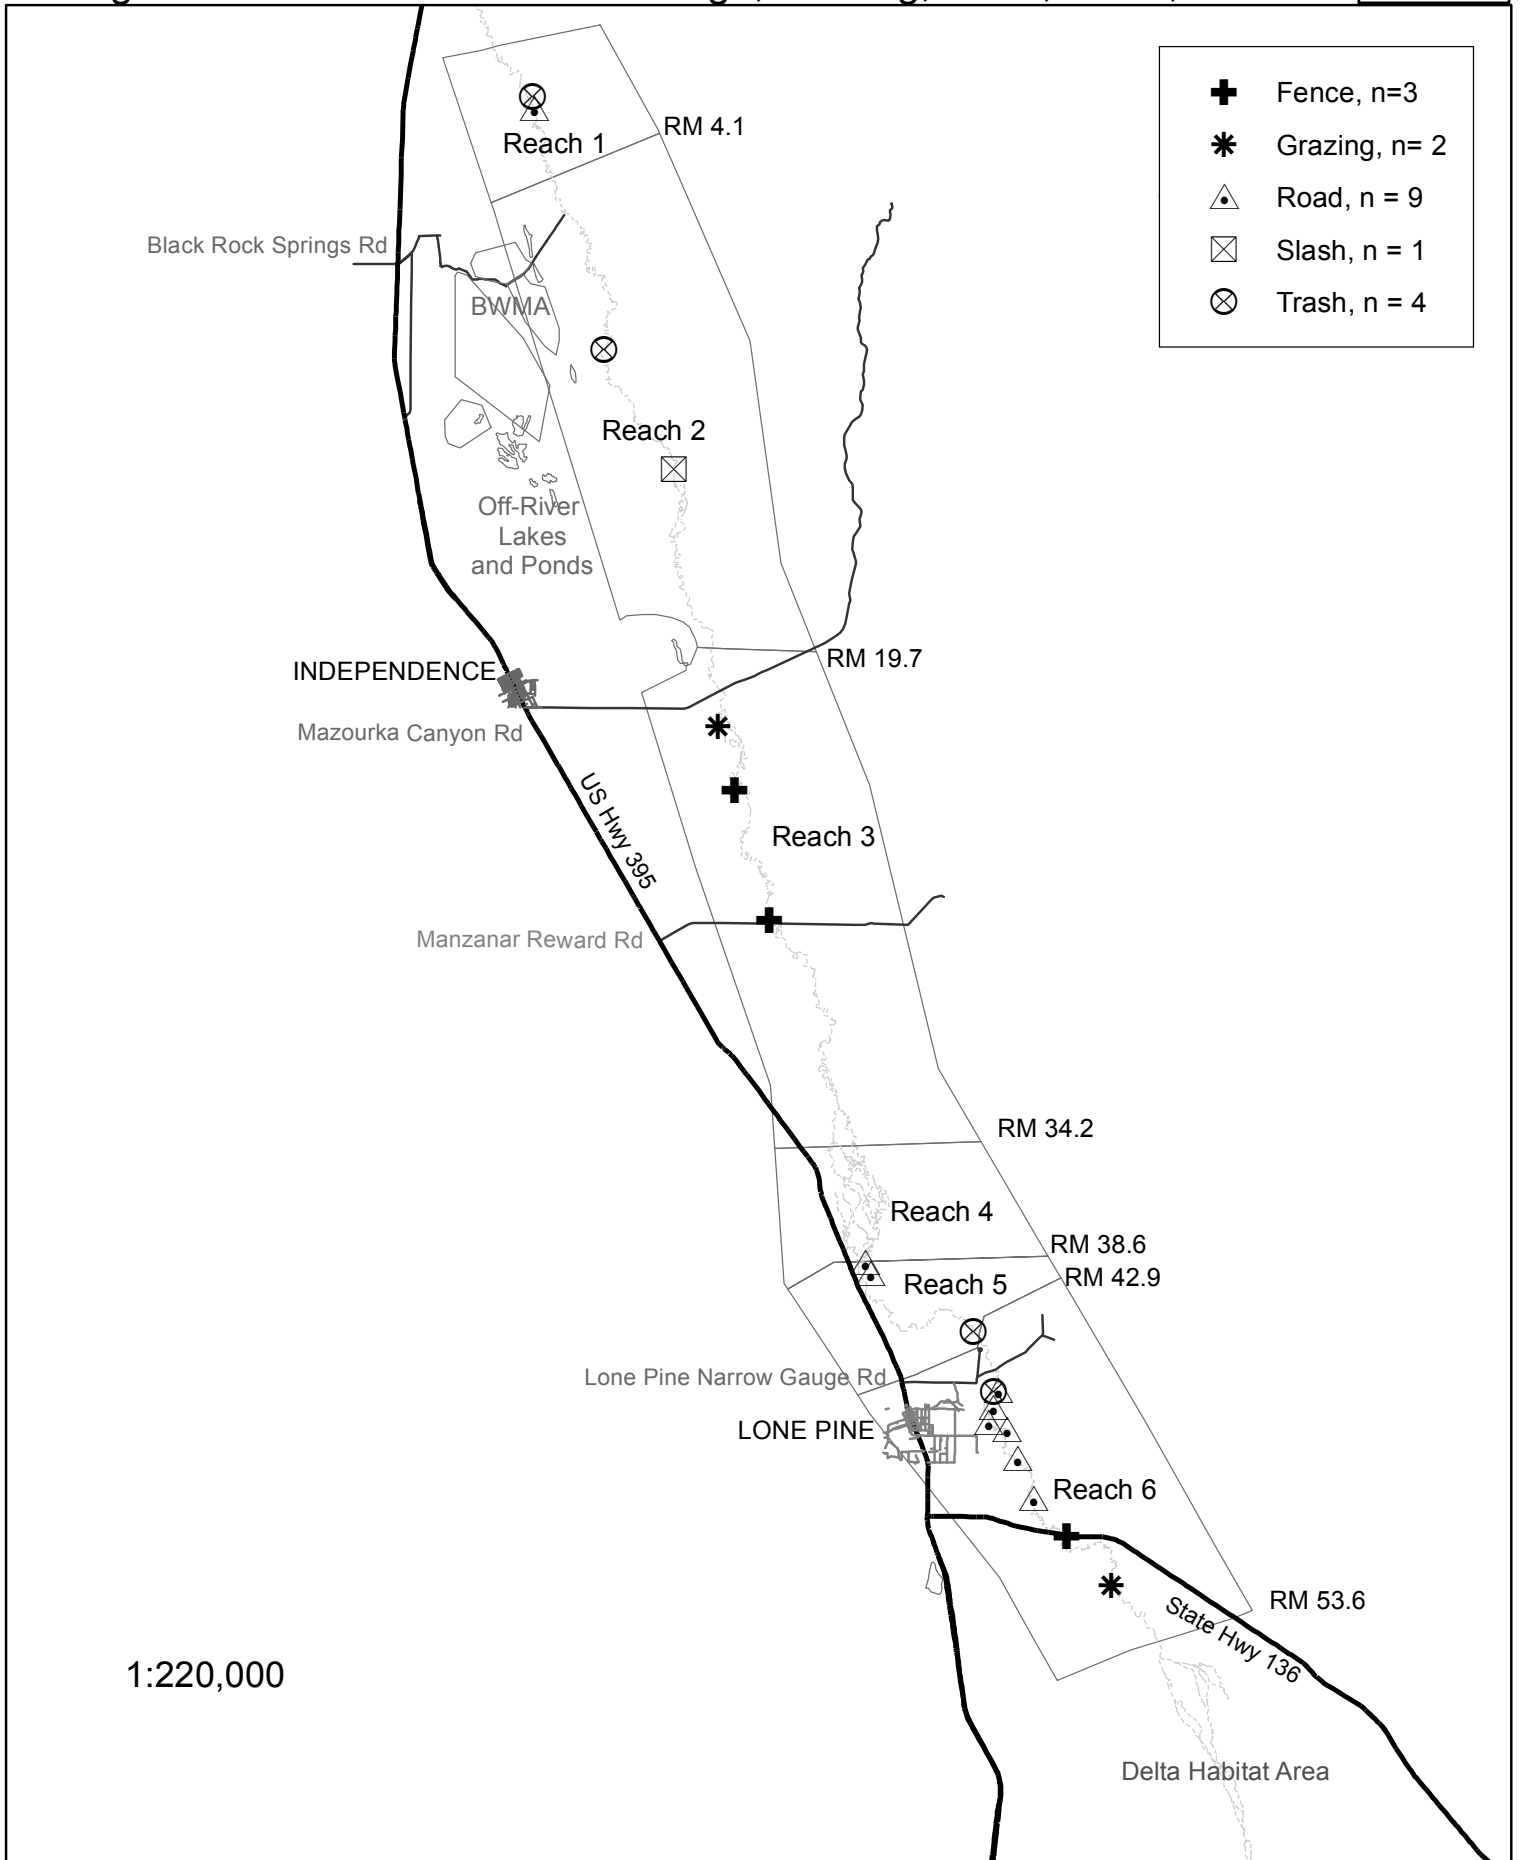 Fence, n=3
Grazing, n= 2
Road, n = 9
Slash, n = 1
Trash, n = 4
Reach 1
RM 4.1
Black Rock Springs Rd
BWMA
Reach 2
Off-River
Lakes
and Ponds
INDEPENDENCE
RM 19.7
Mazourka Canyon Rd
US Hwy 395
Reach 3
Manzanar Reward Rd
RM 34.2
Reach 4
RM 38.6
RM 42.9
Reach 5
Lone Pine Narrow Gauge Rd
LONE PINE
Reach 6
RM 53.6
State Hwy 136
1:220,000
Delta Habitat Area